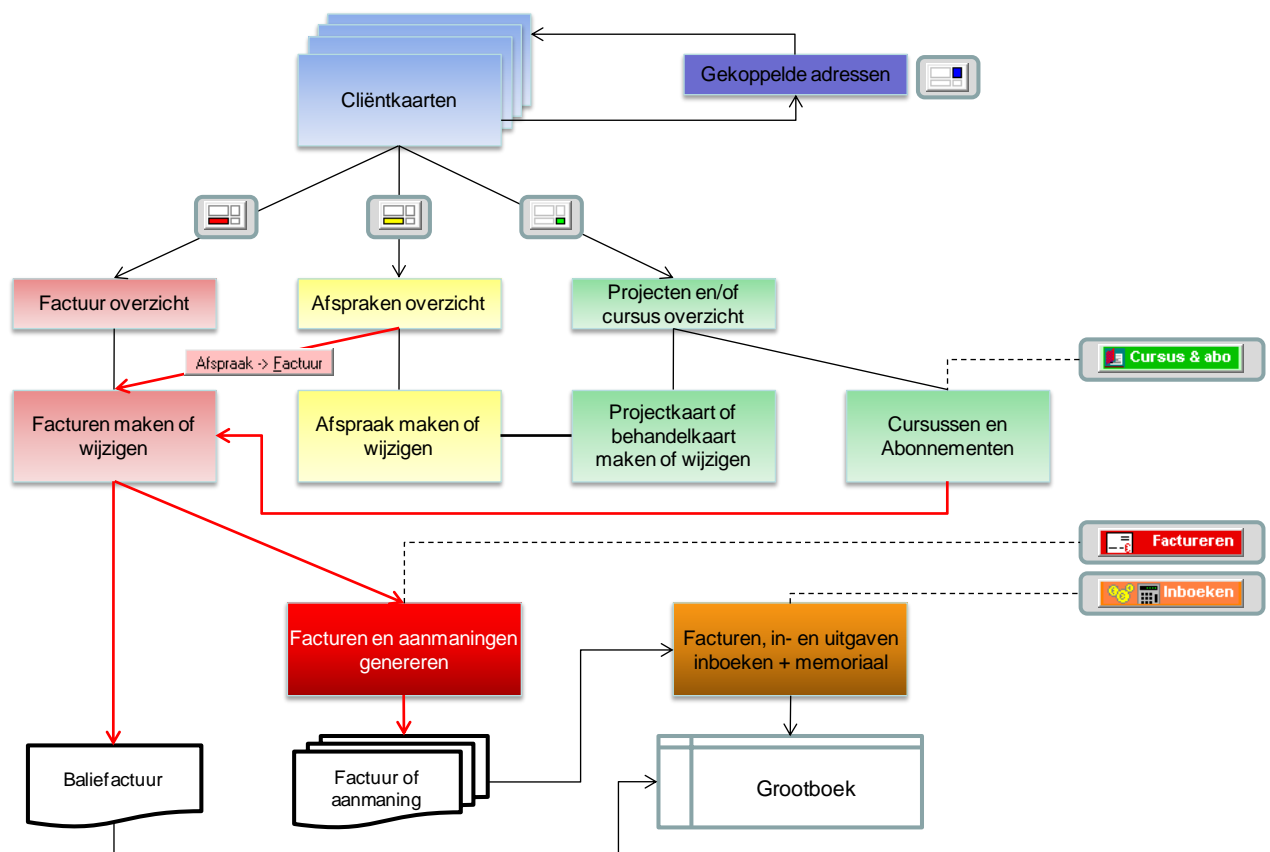 Cliëntkaarten
Gekoppelde adressen
Factuur overzicht
Afspraken overzicht
Projecten en/of
cursus overzicht
Afspraak -> Factuur
Cursus & abo
Facturen maken of
wijzigen
Afspraak maken of
wijzigen
Projectkaart of
behandelkaart
maken of wijzigen
Cursussen en
Abonnementen
Factureren
Inboeken
Facturen en aanmaningen
genereren
Facturen, in- en uitgaven
inboeken + memoriaal
Baliefactuur
Factuur of
aanmaning
Grootboek